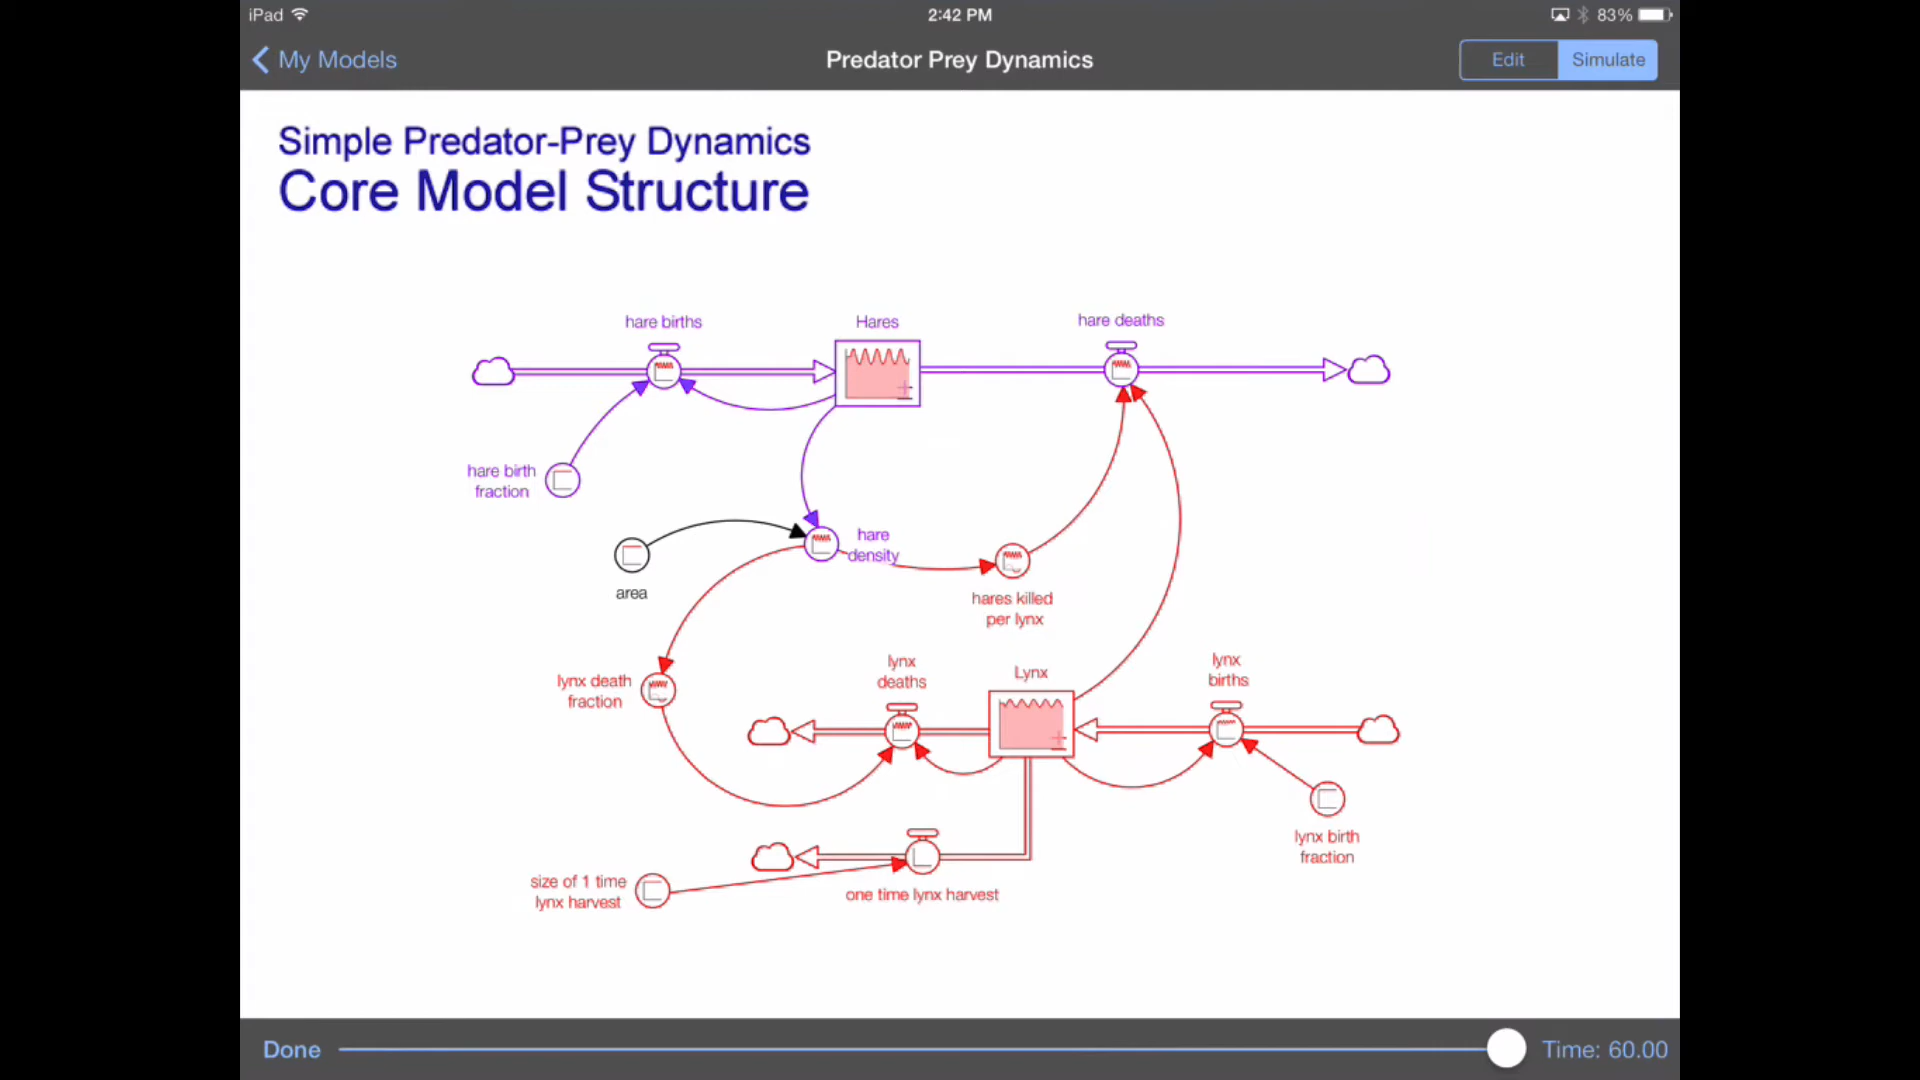 iPad
2:42 PM
83%
My Models
Predator Prey Dynamics
Edit
Simulate
Simple Predator-Prey Dynamics
Core Model Structure
hare births
Hares
hare deaths
hare birth
fraction
hare
density
area
hares killed
per lynx
lynx death
fraction
lynx
deaths
Lynx
lynx
births
lynx birth
fraction
size of 1 time
lynx harvest
one time lynx harvest
Done
Time: 60.00